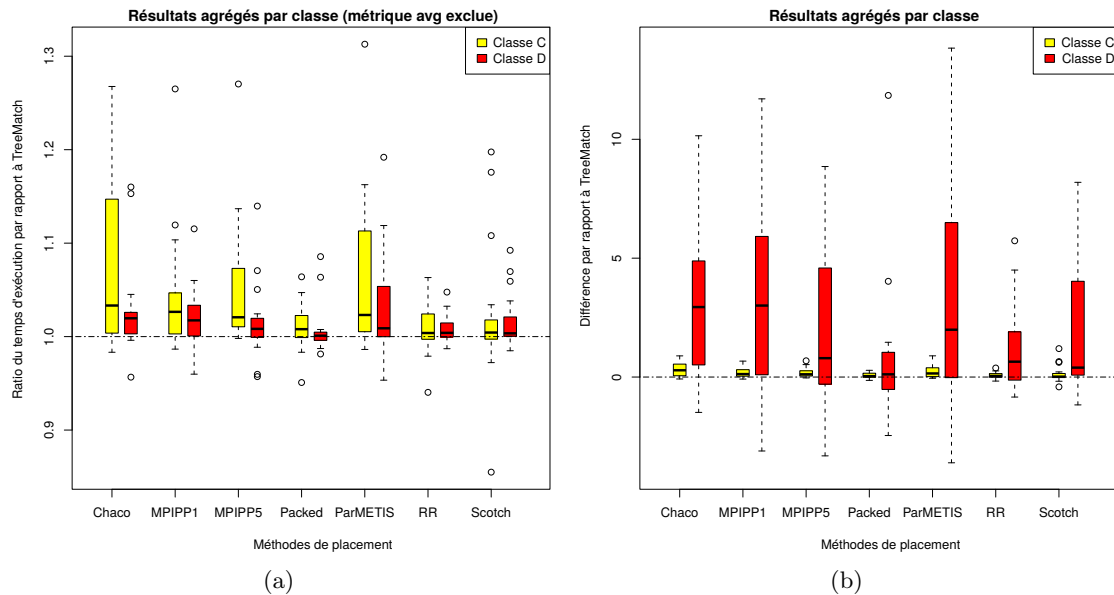 Résultats agrégés par classe (métrique avg exclue)
Classe C
Classe D
Ratio du temps d'exécution par rapport à TreeMatch
1.3
1.2
1.1
1.0
0.9
Chaco
MPIPP1
MPIPP5
Packed
ParMETIS
RR
Scotch
Méthodes de placement
(a)
Résultats agrégés par classe
Classe C
Classe D
Différence par rapport à TreeMatch
10
5
0
Chaco
MPIPP1
MPIPP5
Packed
ParMETIS
RR
Scotch
Méthodes de placement
(b)